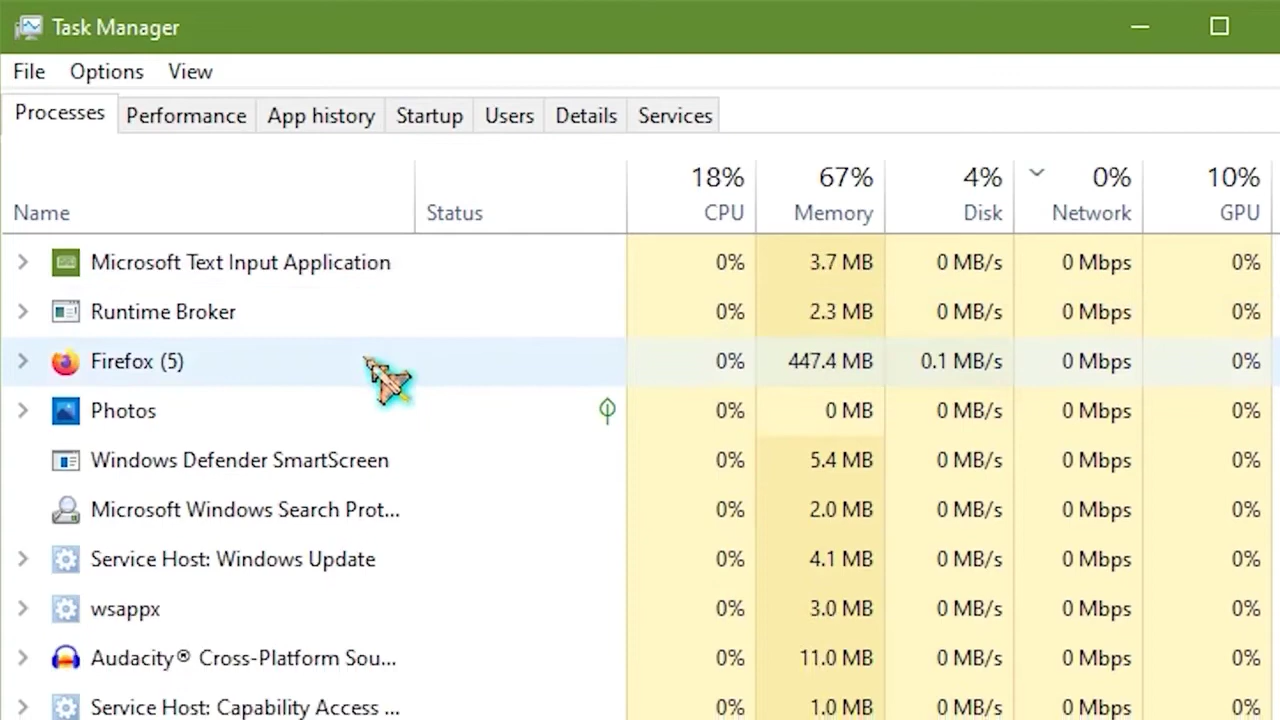 Task Manager
File Options View
Processes Performance App history Startup Users Details Services
18% 67% 4% 0% 10%
Name Status CPU Memory Disk Network GPU
Microsoft Text Input Application 0% 3.7 MB 0 MB/s 0 Mbps 0%
Runtime Broker 0% 2.3 MB 0 MB/s 0 Mbps 0%
Firefox (5) 0% 447.4 MB 0.1 MB/s 0 Mbps 0%
Photos 0% 0 MB 0 MB/s 0 Mbps 0%
Windows Defender SmartScreen 0% 5.4 MB 0 MB/s 0 Mbps 0%
Microsoft Windows Search Prot... 0% 2.0 MB 0 MB/s 0 Mbps 0%
Service Host: Windows Update 0% 4.1 MB 0 MB/s 0 Mbps 0%
wsappx 0% 3.0 MB 0 MB/s 0 Mbps 0%
Audacity® Cross-Platform Sou... 0% 11.0 MB 0 MB/s 0 Mbps 0%
Service Host: Capability Access ... 0% 1.0 MB 0 MB/s 0 Mbps 0%